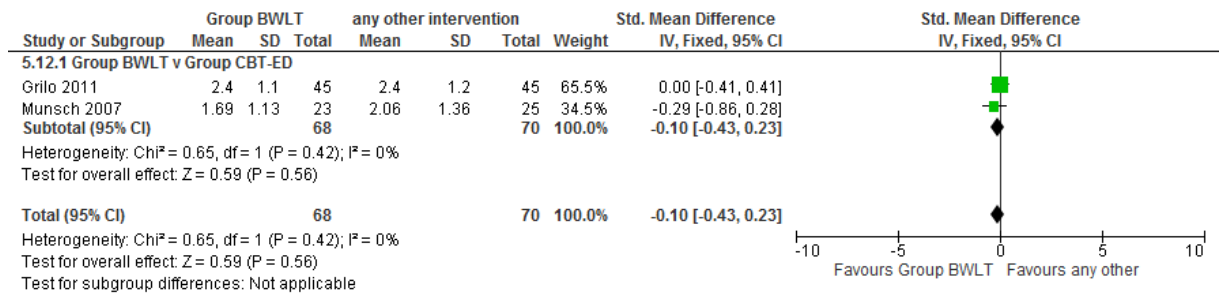 Group BWLT any other intervention Std. Mean Difference Std. Mean Difference
Study or Subgroup Mean SD Total Mean SD Total Weight IV, Fixed, 95% CI IV, Fixed, 95% CI
5.12.1 Group BWLT v Group CBT-ED
Grilo 2011 2.4 1.1 45 2.4 1.2 45 65.5% 0.00 [-0.41, 0.41]
Munsch 2007 1.69 1.13 23 2.06 1.36 25 34.5% -0.29 [-0.86, 0.28]
Subtotal (95% CI) 68 70 100.0% -0.10 [-0.43, 0.23]
Heterogeneity: Chi² = 0.65, df = 1 (P = 0.42); I² = 0%
Test for overall effect: Z = 0.59 (P = 0.56)
Total (95% CI) 68 70 100.0% -0.10 [-0.43, 0.23]
Heterogeneity: Chi² = 0.65, df = 1 (P = 0.42); I² = 0%
Test for overall effect: Z = 0.59 (P = 0.56)
Test for subgroup differences: Not applicable
-10 -5 0 5 10
Favours Group BWLT Favours any other